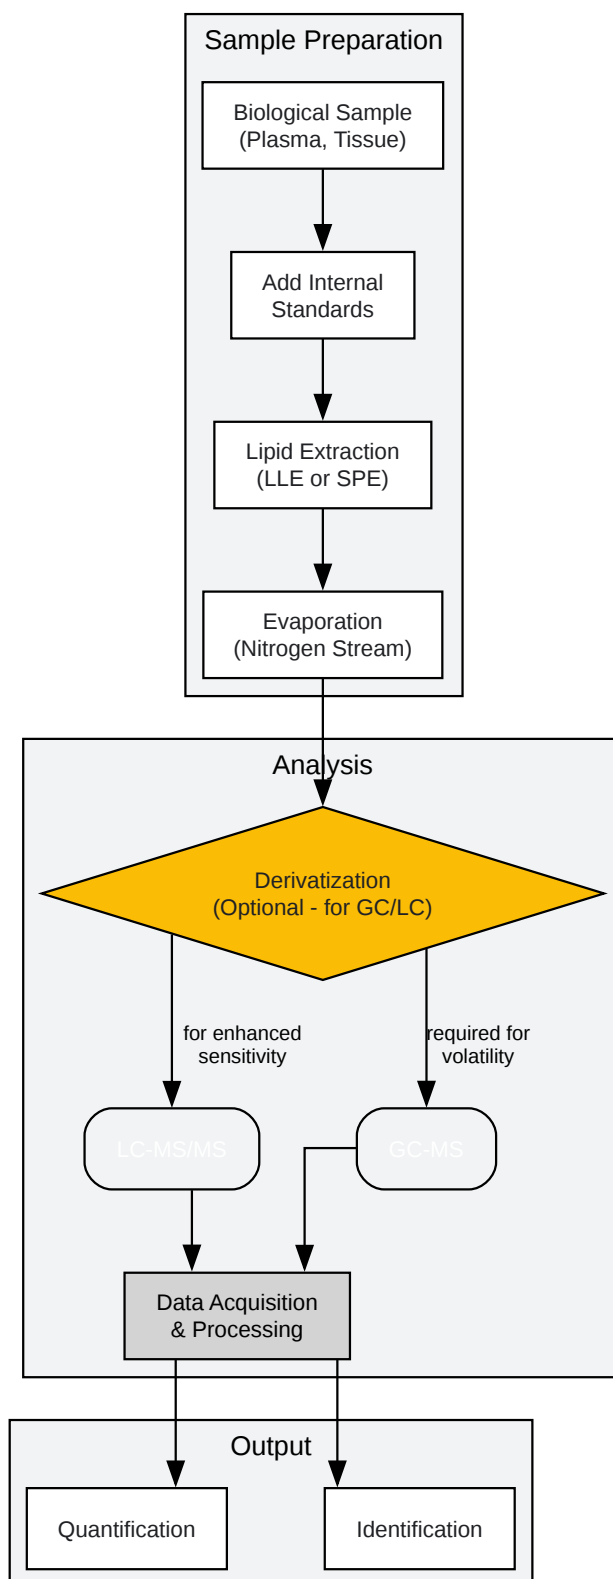 Sample Preparation
Biological Sample
(Plasma, Tissue)
Add Internal
Standards
Lipid Extraction
(LLE or SPE)
Evaporation
(Nitrogen Stream)
Analysis
Derivatization
(Optional - for GC/LC)
for enhanced
sensitivity
required for
volatility
LC-MS/MS
GC-MS
Data Acquisition
& Processing
Output
Quantification
Identification